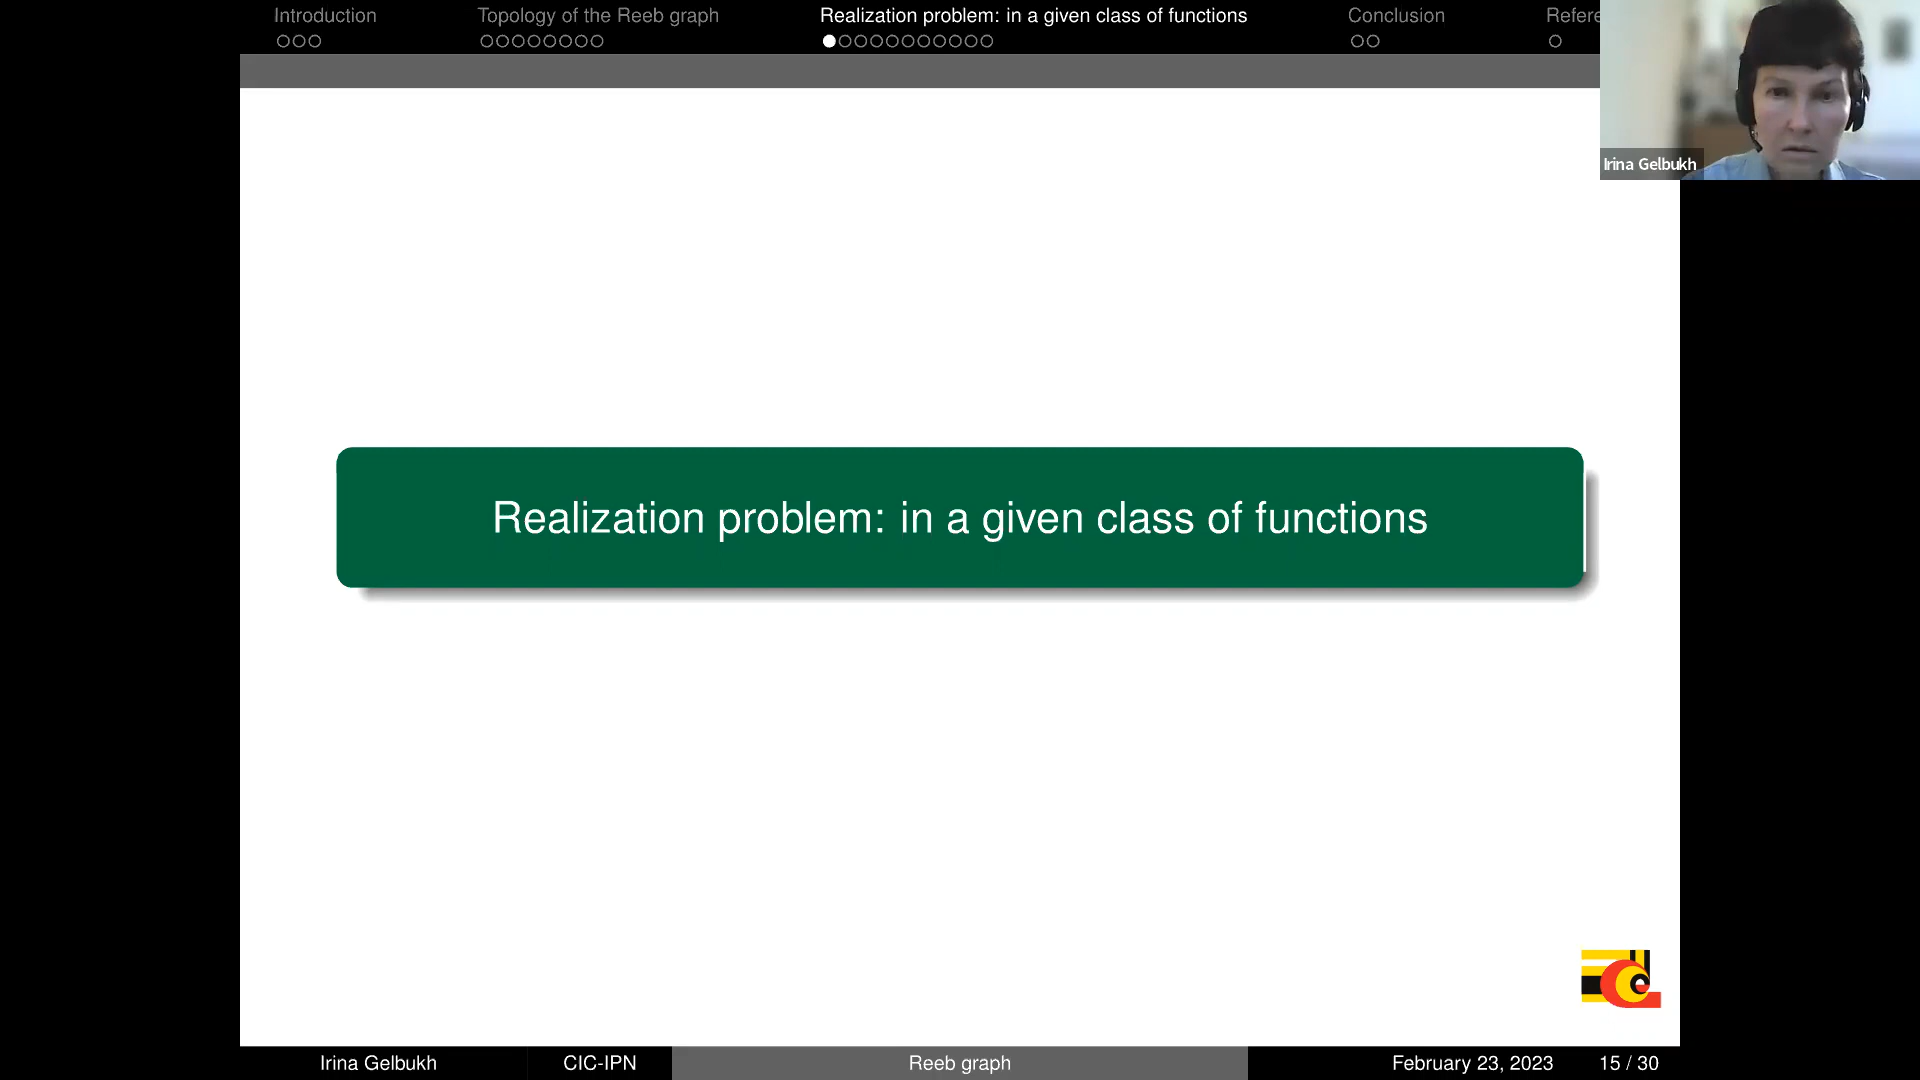 Introduction
Topology of the Reeb graph
Realization problem: in a given class of functions
Conclusion
Refere
Irina Gelbukh
Realization problem: in a given class of functions
Irina Gelbukh
CIC-IPN
Reeb graph
February 23, 2023
15 / 30